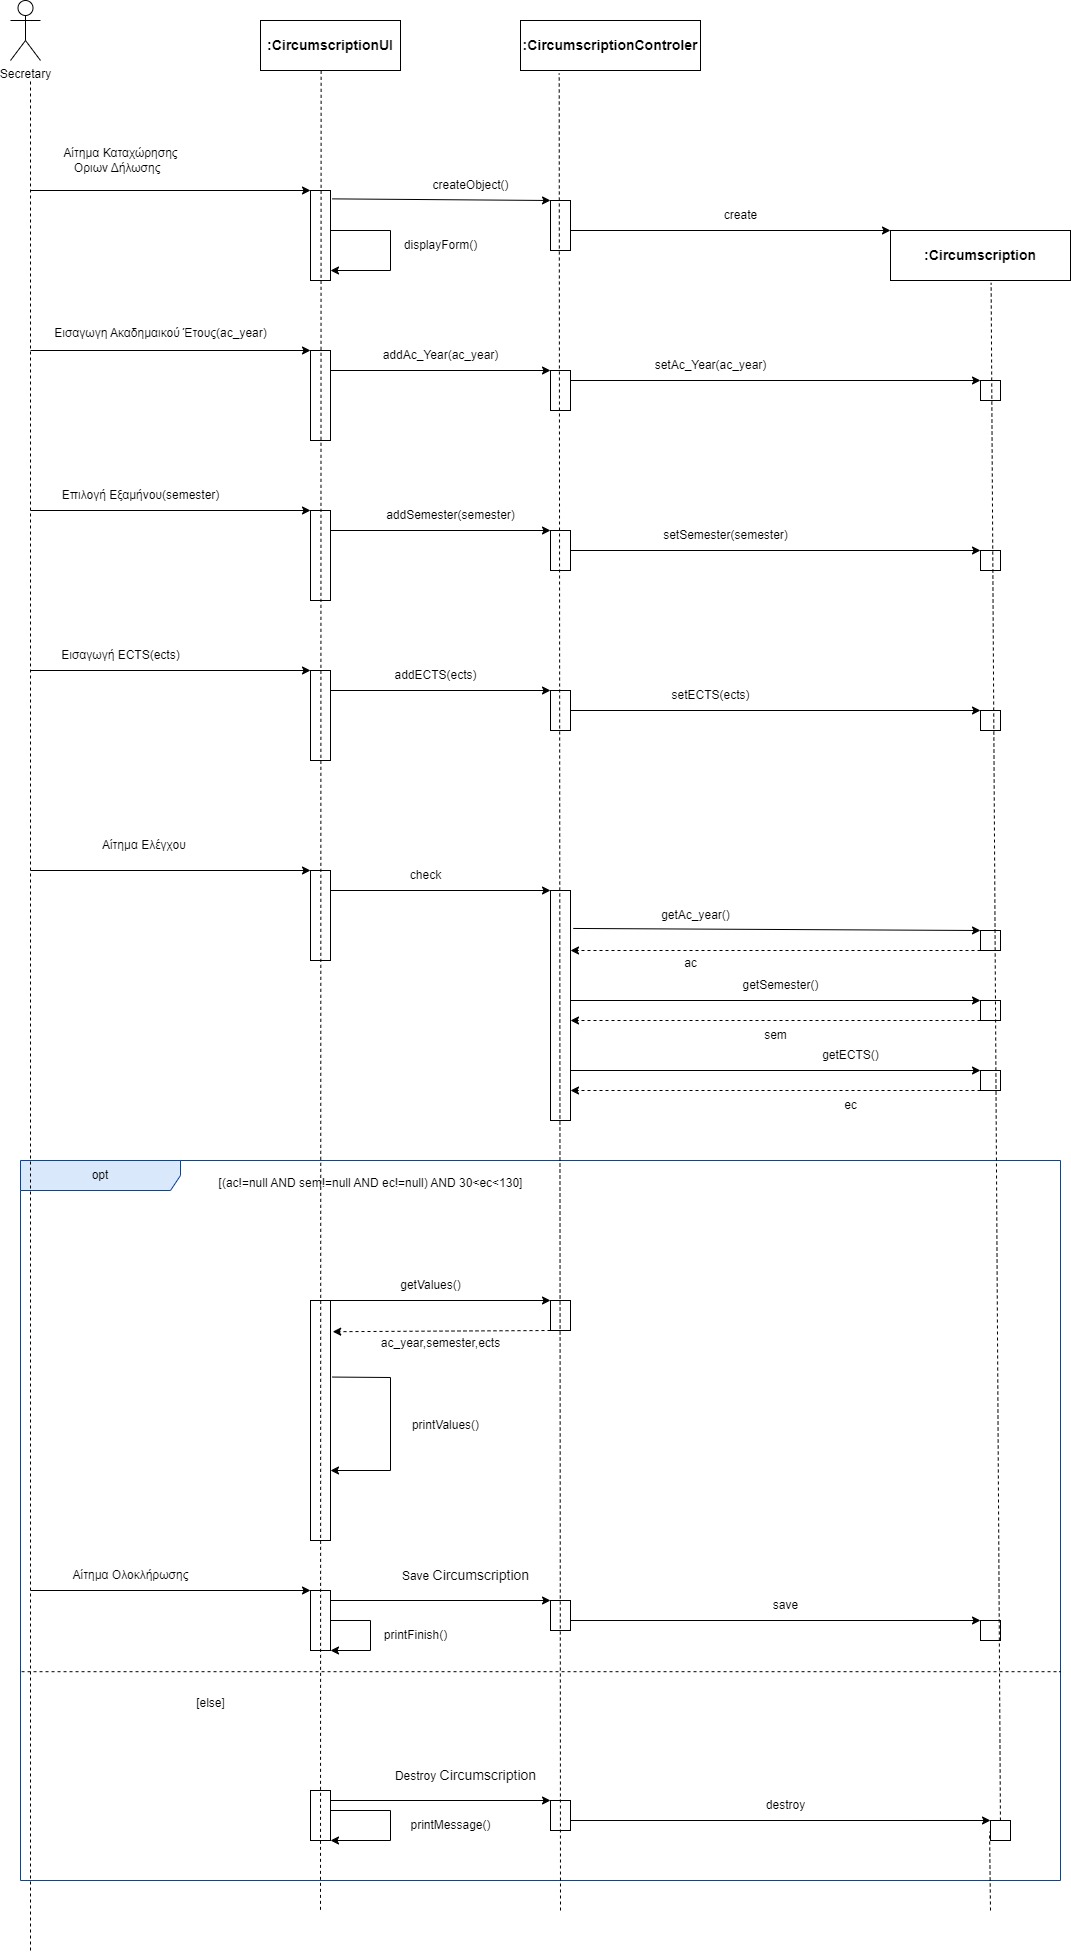 :CircumscriptionUI
:CircumscriptionControler
Secretary
Αίτημα Καταχώρησης
Οριων Δήλωσης
createObject()
create
displayForm()
:Circumscription
Εισαγωγη Ακαδημαικού Έτους(ac_year)
addAc_Year(ac_year)
setAc_Year(ac_year)
Επιλογή Εξαμήνου(semester)
addSemester(semester)
setSemester(semester)
Εισαγωγή ECTS(ects)
addECTS(ects)
setECTS(ects)
Αίτημα Ελέγχου
check
getAc_year()
ac
getSemester()
sem
getECTS()
ec
opt
[(ac!=null AND sem!=null AND ec!=null) AND 30<ec<130]
getValues()
ac_year,semester,ects
printValues()
Αίτημα Ολοκλήρωσης
Save Circumscription
save
printFinish()
[else]
Destroy Circumscription
destroy
printMessage()